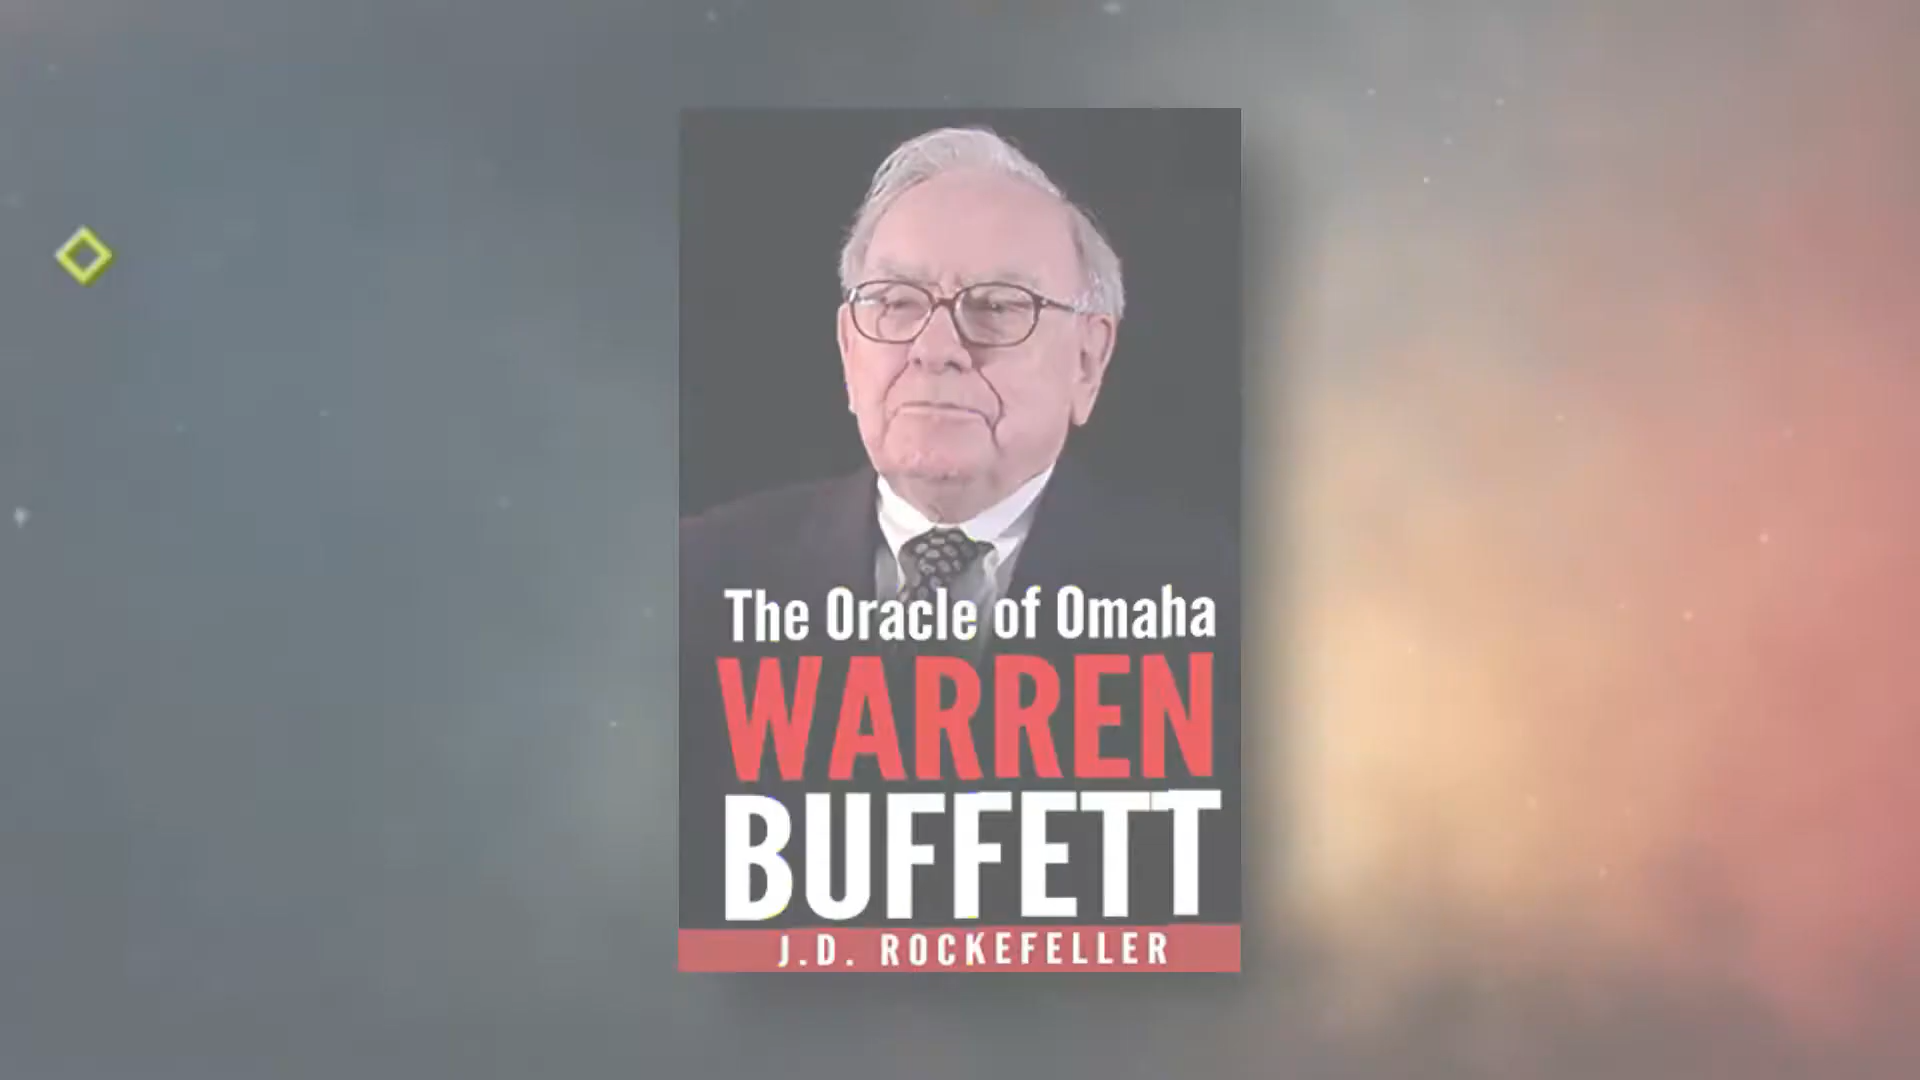 The Oracle of Omaha
WARREN
BUFFETT
J.D. ROCKEFELLER